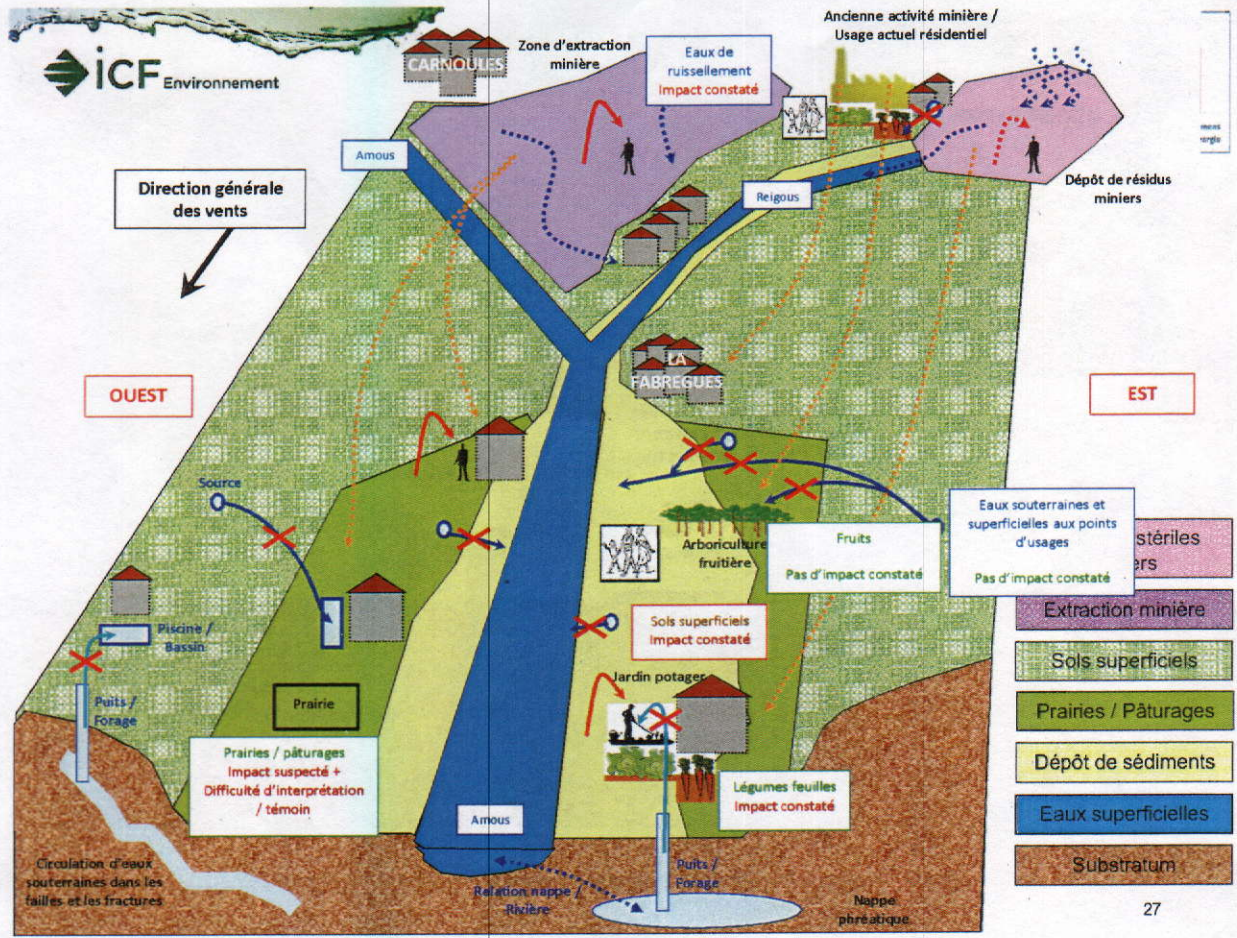 iCF Environnement
CARNOULES
Zone d'extraction
minière
Eaux de
ruissellement
Impact constaté
Ancienne activité minière /
Usage actuel résidentiel
Amous
Reigous
Dépôt de résidus
miniers
Direction générale
des vents
OUEST
EST
LA
FABREGUES
Source
Arboriculture
fruitière
Fruits
Pas d'impact constaté
Eaux souterraines et
superficielles aux points
d'usages
Pas d'impact constaté
Sols superficiels
Impact constaté
Piscine /
Bassin
Puits /
Forage
Prairie
Prairies / pâturages
Impact suspecté +
Difficulté d'interprétation
/ témoin
Jardin potager
Légumes feuilles
Impact constaté
Amous
Circulation d'eaux
souterraines dans les
failles et les fractures
Relation nappe /
Rivière
Puits /
Forage
Nappe
phréatique
stériles
ers
Extraction minière
Sols superficiels
Prairies / Pâturages
Dépôt de sédiments
Eaux superficielles
Substratum
27